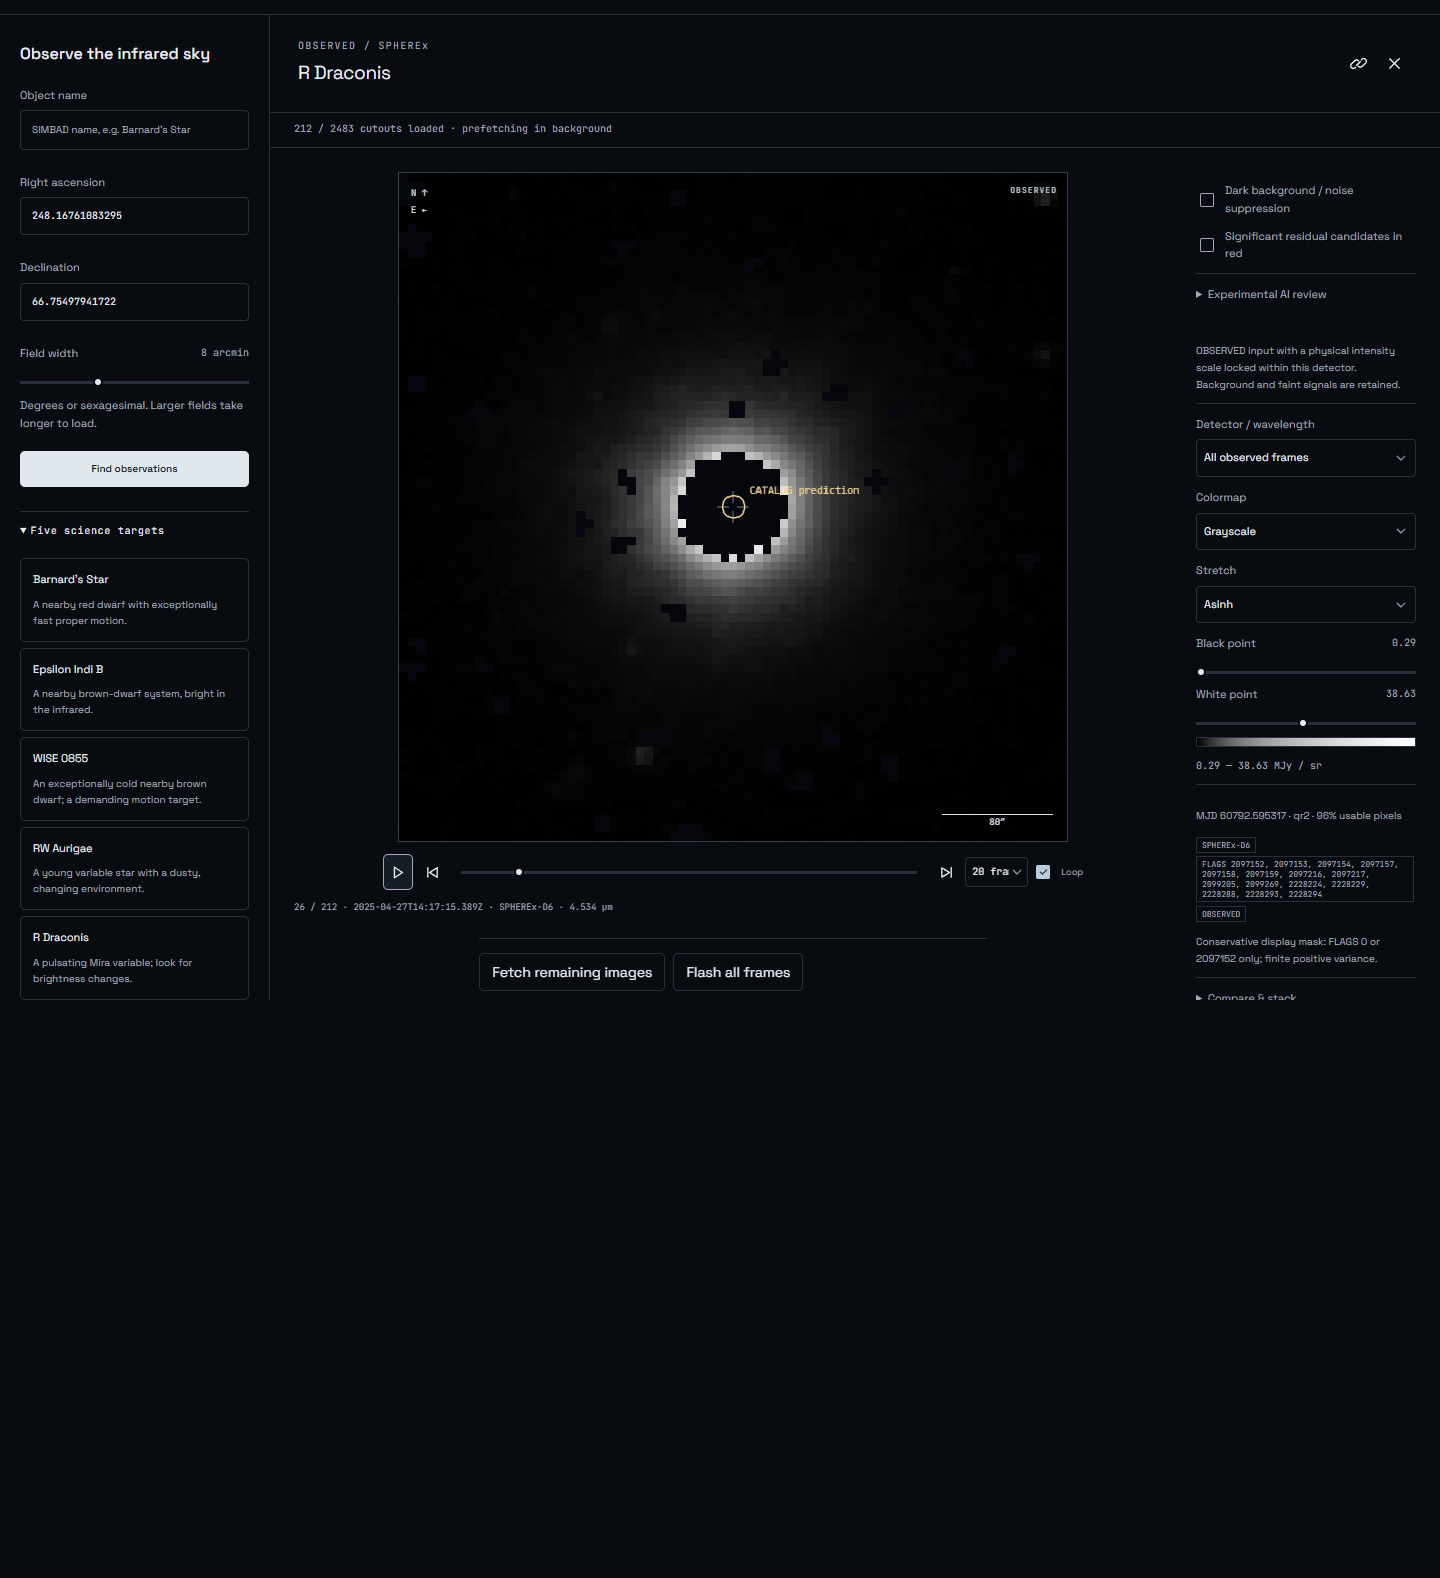 Observe the infrared sky
Object name
SIMBAD name, e.g. Barnard's Star
Right ascension
248.16761083295
Declination
66.75497941722
Field width
8 arcmin
Degrees or sexagesimal. Larger fields take
longer to load.
Find observations
Five science targets
Barnard's Star
A nearby red dwarf with exceptionally
fast proper motion.
Epsilon Indi B
A nearby brown-dwarf system, bright in
the infrared.
WISE 0855
An exceptionally cold nearby brown
dwarf; a demanding motion target.
RW Aurigae
A young variable star with a dusty,
changing environment.
R Draconis
A pulsating Mira variable; look for
brightness changes.
OBSERVED / SPHEREx
R Draconis
212 / 2483 cutouts loaded · prefetching in background
N ↑
E ←
OBSERVED
CATALOG prediction
80″
20 fra
Loop
26 / 212 · 2025-04-27T14:17:15.389Z · SPHEREx-D6 · 4.534 µm
Fetch remaining images
Flash all frames
Dark background / noise
suppression
Significant residual candidates in
red
Experimental AI review
OBSERVED input with a physical intensity
scale locked within this detector.
Background and faint signals are retained.
Detector / wavelength
All observed frames
Colormap
Grayscale
Stretch
Asinh
Black point
0.29
White point
38.63
0.29 — 38.63 MJy / sr
MJD 60792.595317 · qr2 · 96% usable pixels
SPHEREx-D6
FLAGS 2097152, 2097153, 2097154, 2097157,
2097158, 2097159, 2097216, 2097217,
2099205, 2099269, 2228224, 2228229,
2228288, 2228293, 2228294
OBSERVED
Conservative display mask: FLAGS 0 or
2097152 only; finite positive variance.
Compare & stack